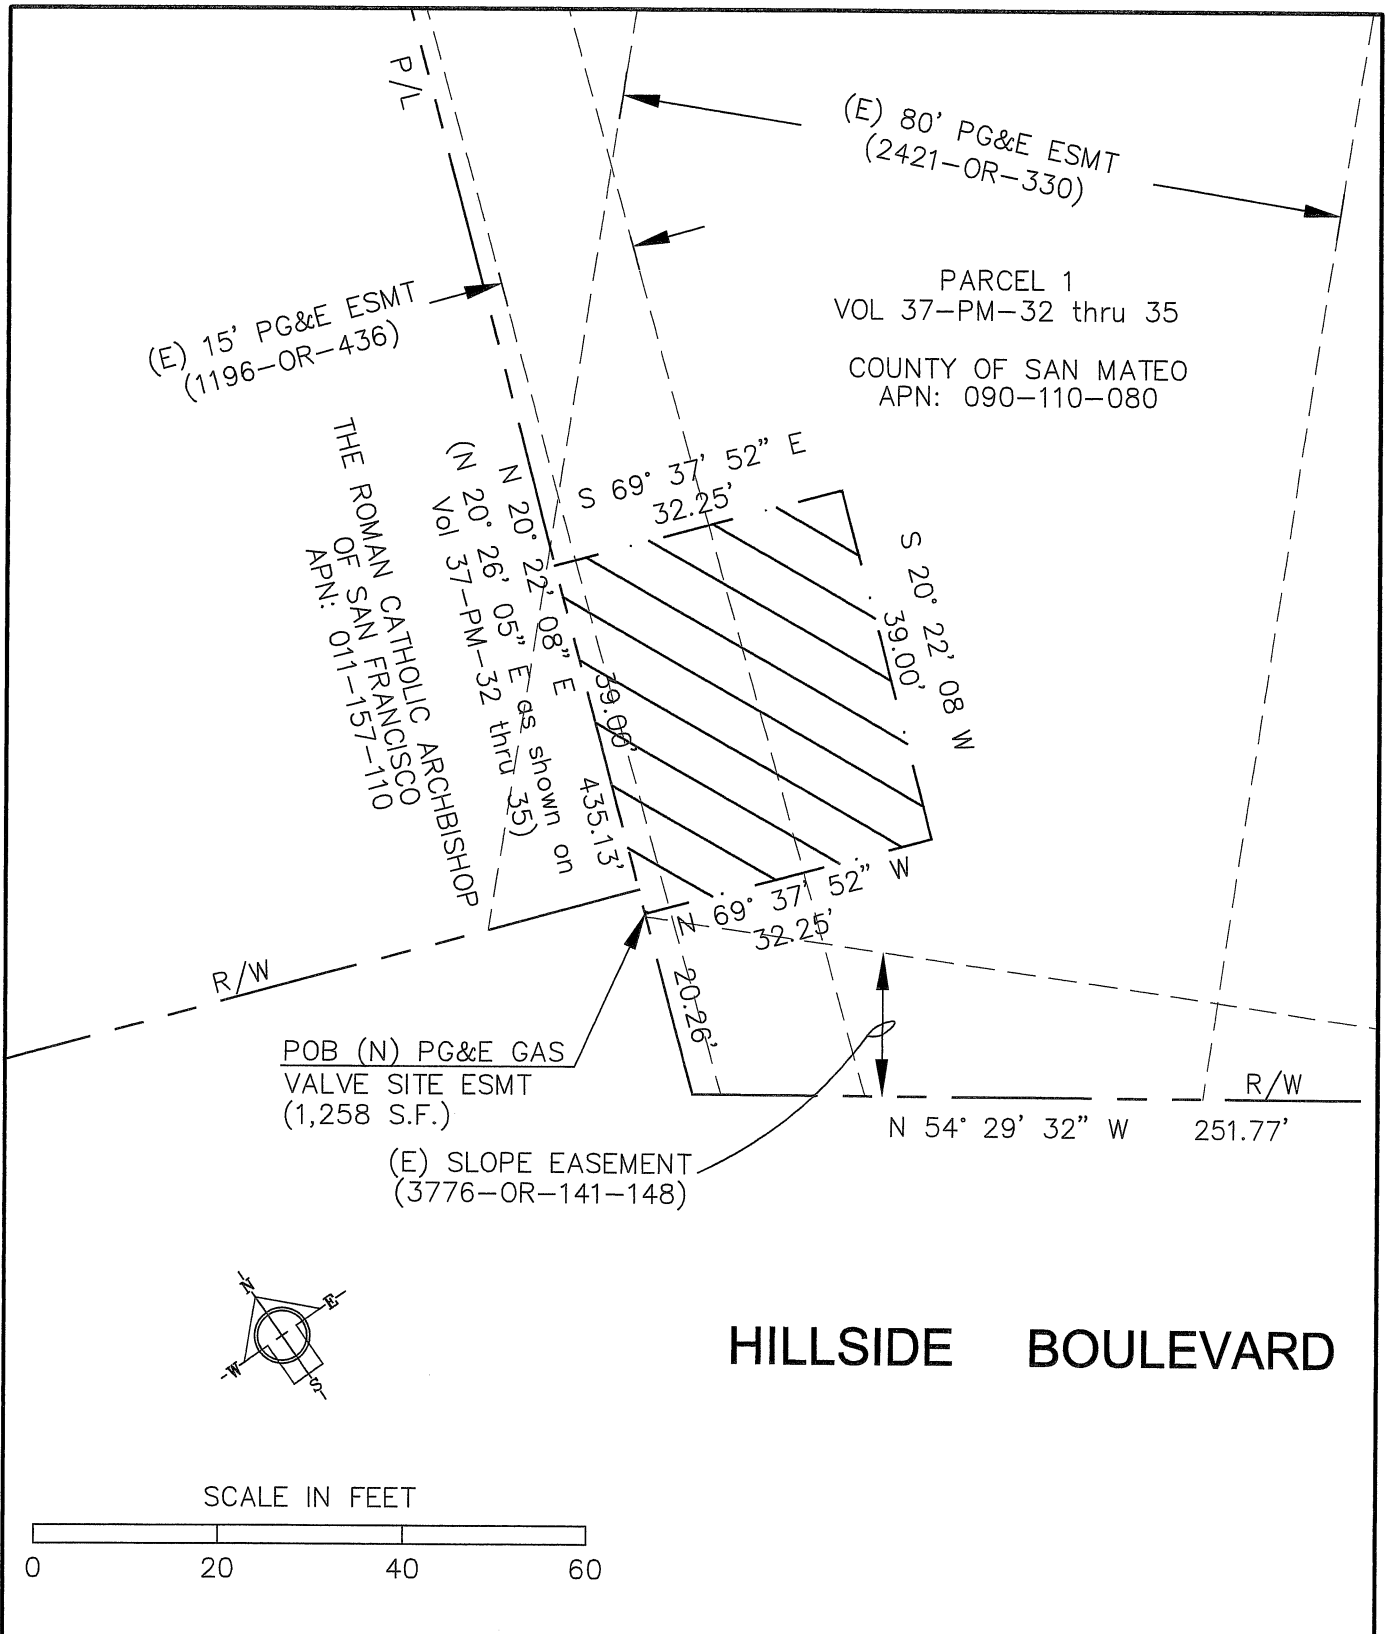 P/L
(E) 80' PG&E ESMT
(2421-OR-330)
(E) 15' PG&E ESMT
(1196-OR-436)
PARCEL 1
VOL 37-PM-32 thru 35
COUNTY OF SAN MATEO
APN: 090-110-080
THE ROMAN CATHOLIC ARCHBISHOP
OF SAN FRANCISCO
APN: 011-157-110
N 20° 22' 08" E
(N 20° 26' 05" E as shown on
Vol 37-PM-32 thru 35)
435.13'
S 69° 37' 52" E
32.25'
S 20° 22' 08 W
39.00'
39.00'
N 69° 37' 52" W
32.25'
20.26'
R/W
POB (N) PG&E GAS
VALVE SITE ESMT
(1,258 S.F.)
(E) SLOPE EASEMENT
(3776-OR-141-148)
R/W
N 54° 29' 32" W 251.77'
N
E
W
S
HILLSIDE BOULEVARD
SCALE IN FEET
0 20 40 60